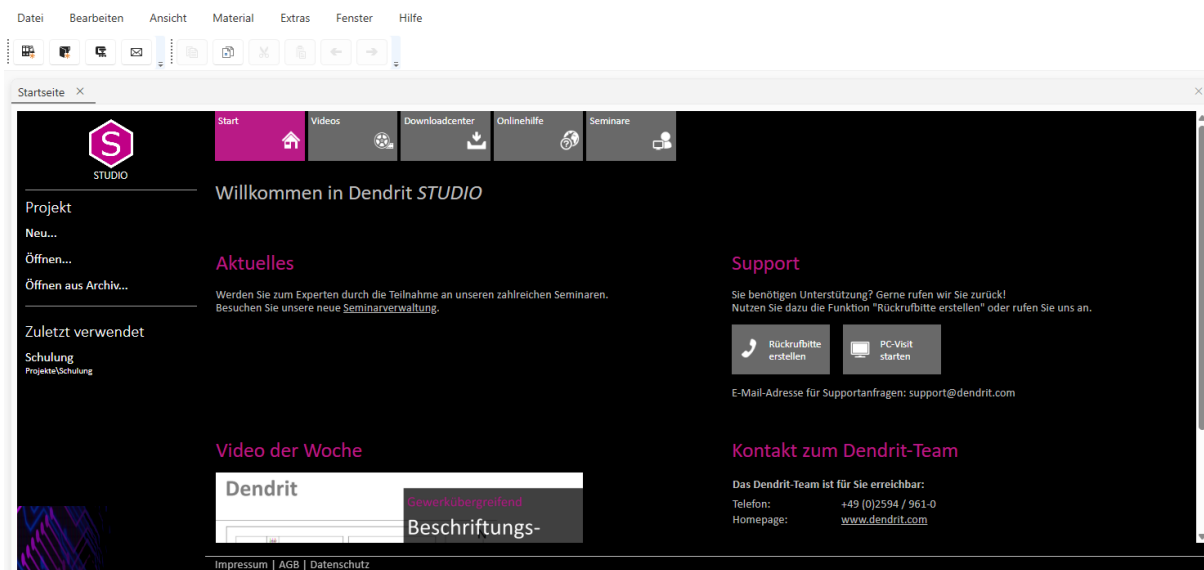 Datei Bearbeiten Ansicht Material Extras Fenster Hilfe
Startseite
S
STUDIO
Projekt
Neu...
Öffnen...
Öffnen aus Archiv...
Zuletzt verwendet
Schulung
Projekte\Schulung
Start Videos Downloadcenter Onlinehilfe Seminare
Willkommen in Dendrit STUDIO
Aktuelles
Werden Sie zum Experten durch die Teilnahme an unseren zahlreichen Seminaren.
Besuchen Sie unsere neue Seminarverwaltung.
Support
Sie benötigen Unterstützung? Gerne rufen wir Sie zurück!
Nutzen Sie dazu die Funktion "Rückrufbitte erstellen" oder rufen Sie uns an.
Rückrufbitte
erstellen
PC-Visit
starten
E-Mail-Adresse für Supportanfragen: support@dendrit.com
Video der Woche
Dendrit
Gewerkübergreifend
Beschriftungs-
Kontakt zum Dendrit-Team
Das Dendrit-Team ist für Sie erreichbar:
Telefon: +49 (0)2594 / 961-0
Homepage: www.dendrit.com
Impressum | AGB | Datenschutz